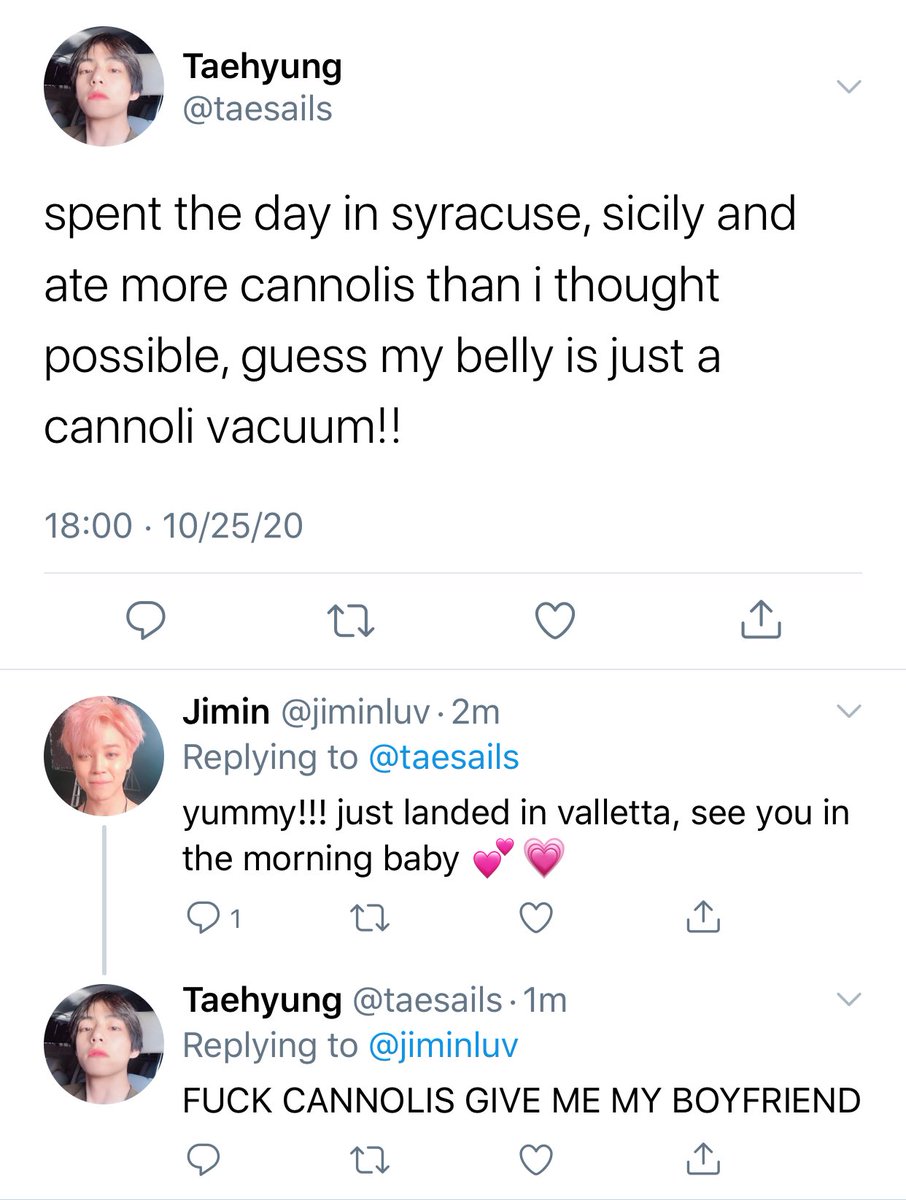 Taehyung
@taesails
spent the day in syracuse, sicily and
ate more cannolis than i thought
possible, guess my belly is just a
cannoli vacuum!!
18:00 · 10/25/20
Jimin @jiminluv · 2m
Replying to @taesails
yummy!!! just landed in valletta, see you in
the morning baby 💕 💗
1
Taehyung @taesails · 1m
Replying to @jiminluv
FUCK CANNOLIS GIVE ME MY BOYFRIEND